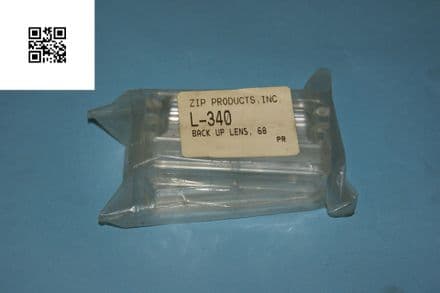 ZIP PRODUCTS.INC
L-340
BACK UP LENS, 68
PR